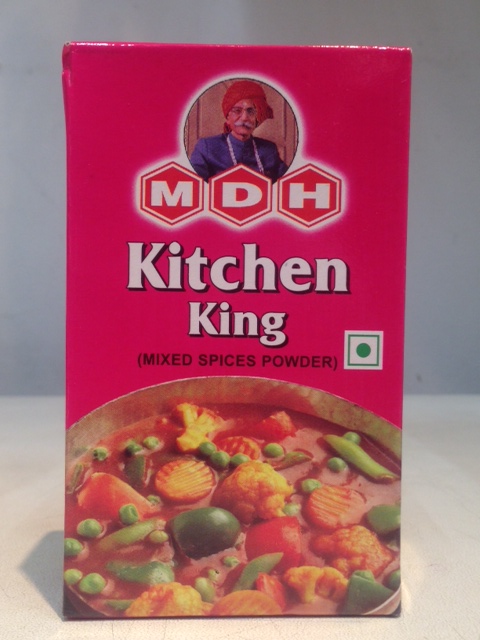 MDH
Kitchen
King
(MIXED SPICES POWDER)